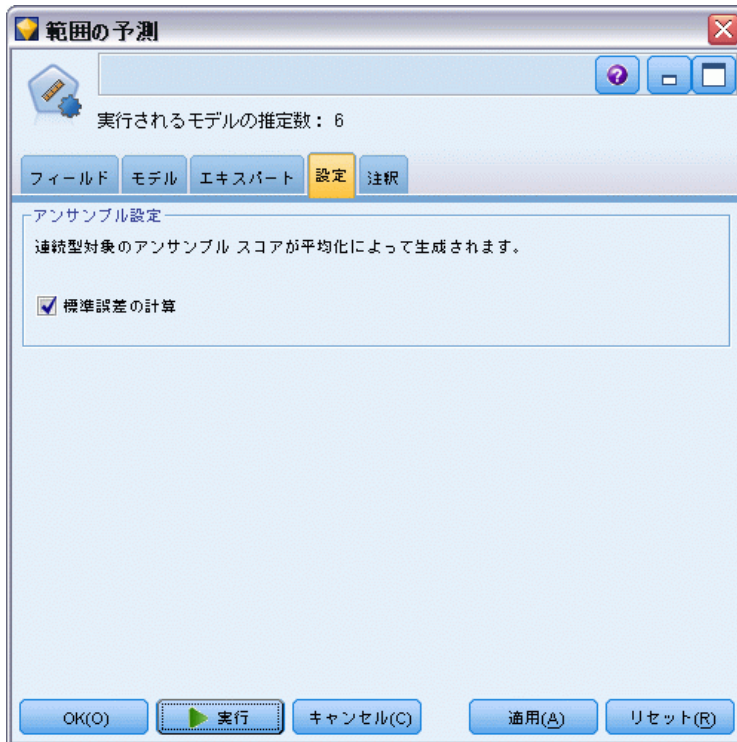 範囲の予測
実行されるモデルの推定数： 6
フィールド モデル エキスパート 設定 注釈
アンサンブル設定
連続型対象のアンサンブル スコアが平均化によって生成されます。
標準誤差の計算
OK(O) 実行 キャンセル(C) 適用(A) リセット(R)